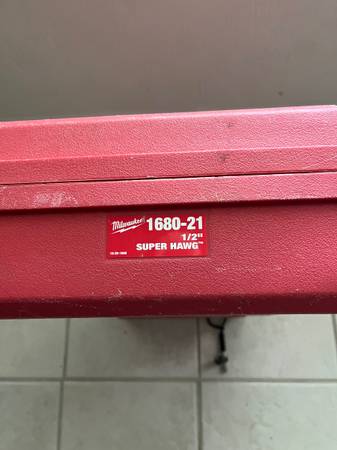 Milwaukee 1680-21
1/2"
SUPER HAWG™